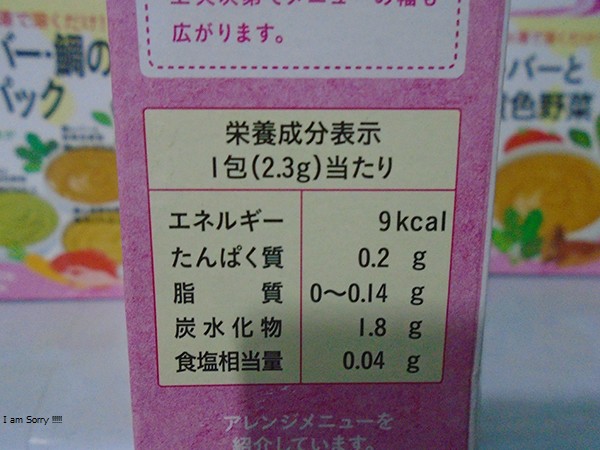 広がります。
栄養成分表示
1包(2.3g)当たり
エネルギー 9kcal
たんぱく質 0.2 g
脂質 0〜0.14 g
炭水化物 1.8 g
食塩相当量 0.04 g
アレンジメニューを
紹介しています。
バー・鯛の
パック
バーと
色野菜
I am Sorry !!!!!